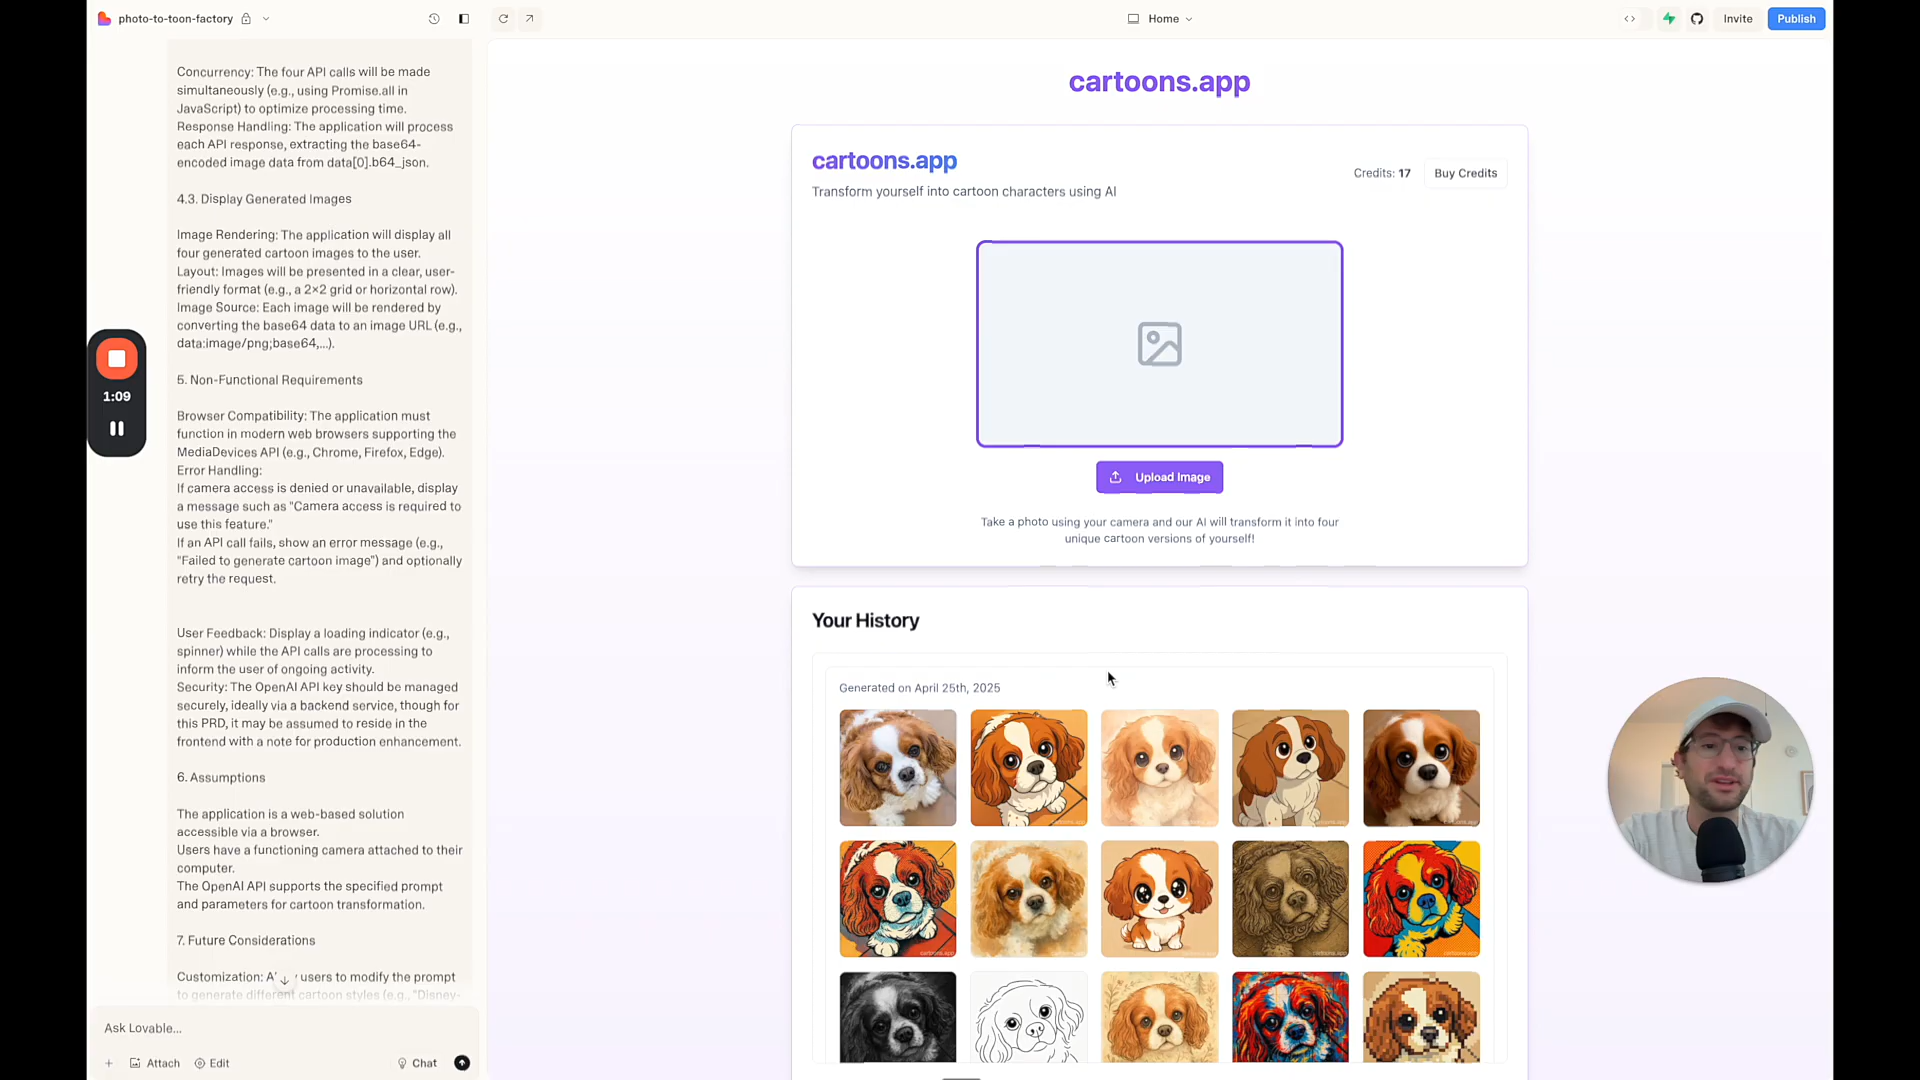 photo-to-toon-factory
Home
Invite
Publish
Concurrency: The four API calls will be made
simultaneously (e.g., using Promise.all in
JavaScript) to optimize processing time.
Response Handling: The application will process
each API response, extracting the base64-
encoded image data from data[0].b64_json.
4.3. Display Generated Images
Image Rendering: The application will display all
four generated cartoon images to the user.
Layout: Images will be presented in a clear, user-
friendly format (e.g., a 2×2 grid or horizontal row).
Image Source: Each image will be rendered by
converting the base64 data to an image URL (e.g.,
data:image/png;base64,...).
5. Non-Functional Requirements
Browser Compatibility: The application must
function in modern web browsers supporting the
MediaDevices API (e.g., Chrome, Firefox, Edge).
Error Handling:
If camera access is denied or unavailable, display
a message such as "Camera access is required to
use this feature."
If an API call fails, show an error message (e.g.,
"Failed to generate cartoon image") and optionally
retry the request.
User Feedback: Display a loading indicator (e.g.,
spinner) while the API calls are processing to
inform the user of ongoing activity.
Security: The OpenAI API key should be managed
securely, ideally via a backend service, though for
this PRD, it may be assumed to reside in the
frontend with a note for production enhancement.
6. Assumptions
The application is a web-based solution
accessible via a browser.
Users have a functioning camera attached to their
computer.
The OpenAI API supports the specified prompt
and parameters for cartoon transformation.
7. Future Considerations
Customization: users to modify the prompt
to generate different cartoon styles (e.g., "Disney-
Ask Lovable...
Attach
Edit
Chat
1:09
cartoons.app
cartoons.app
Transform yourself into cartoon characters using AI
Credits: 17
Buy Credits
Upload Image
Take a photo using your camera and our AI will transform it into four
unique cartoon versions of yourself!
Your History
Generated on April 25th, 2025